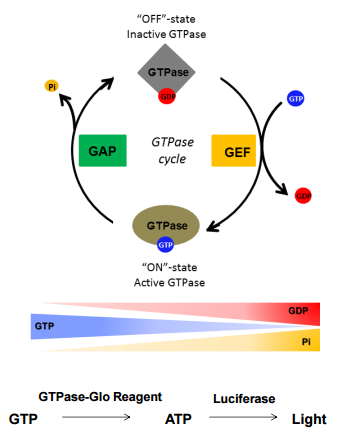 “OFF”-state
Inactive GTPase
GTPase
GDP
Pi
GTP
GAP
GTPase
cycle
GEF
GDP
GTPase
GTP
“ON”-state
Active GTPase
GDP
GTP
Pi
GTPase-Glo Reagent
Luciferase
GTP
ATP
Light